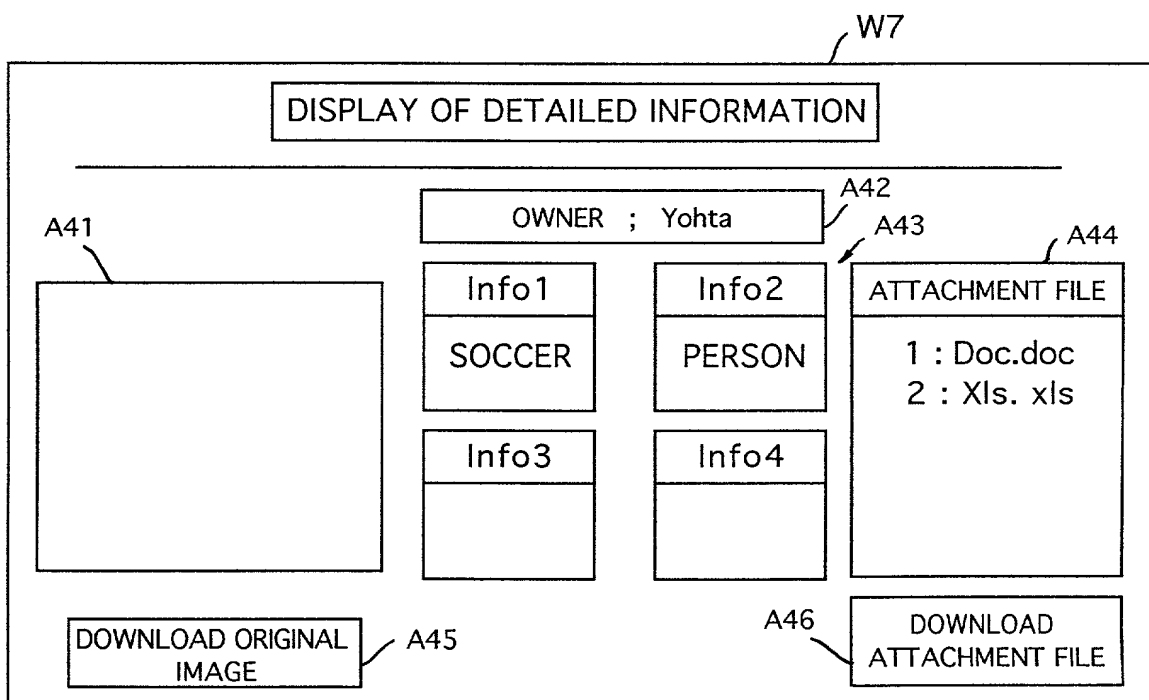 W7
DISPLAY OF DETAILED INFORMATION
OWNER ; Yohta
A42
A41
A43
A44
Info1
Info2
ATTACHMENT FILE
SOCCER
PERSON
1 : Doc.doc
2 : Xls. xls
Info3
Info4
DOWNLOAD ORIGINAL
IMAGE
A45
A46
DOWNLOAD
ATTACHMENT FILE